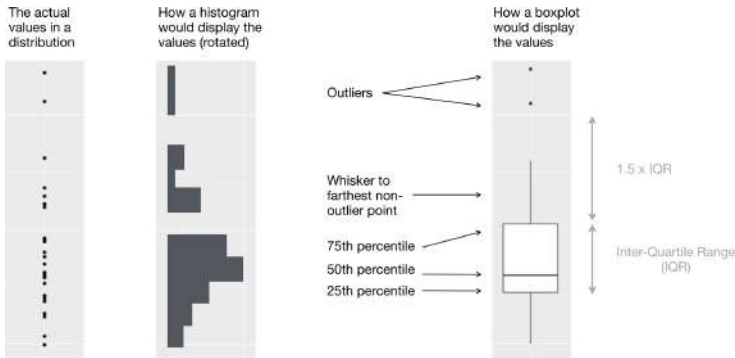 The actual
values in a
distribution
How a histogram
would display the
values (rotated)
How a boxplot
would display
the values
Outliers
1.5 x IQR
Whisker to
farthest non-
outlier point
75th percentile
50th percentile
25th percentile
Inter-Quartile Range
(IQR)